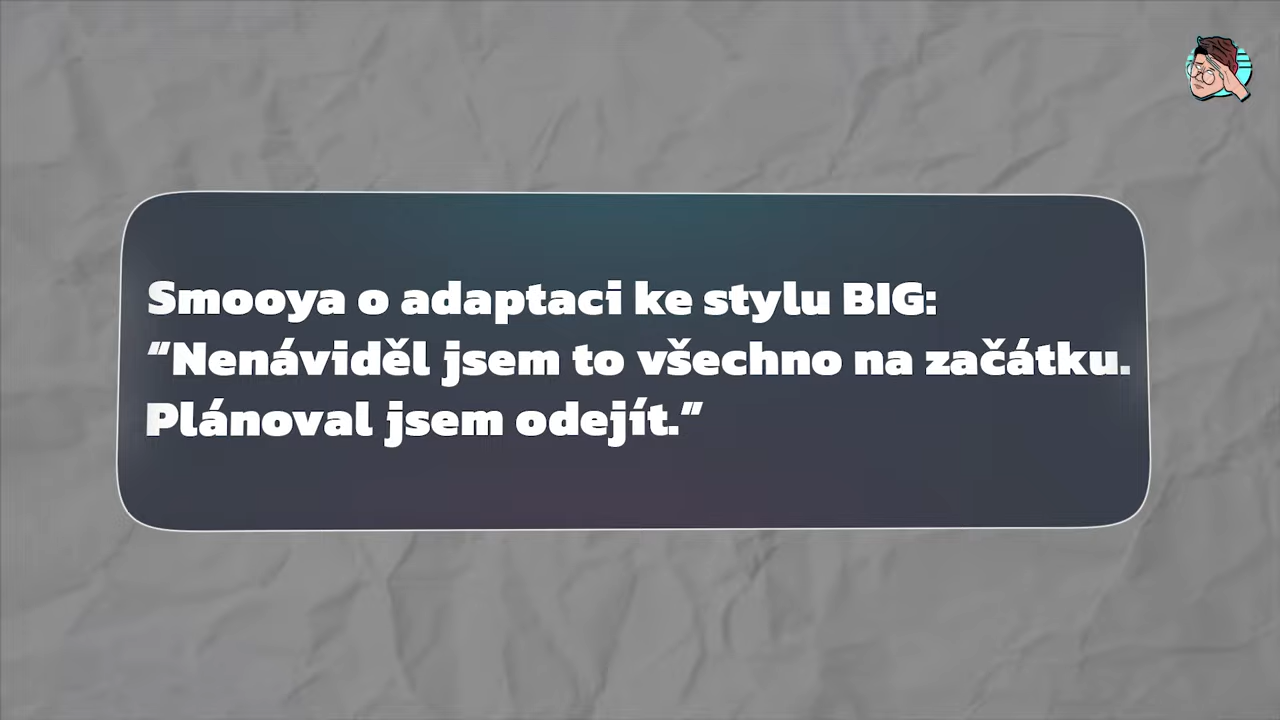 Smooya o adaptaci ke stylu BIG:
“Nenáviděl jsem to všechno na začátku.
Plánoval jsem odejít.”